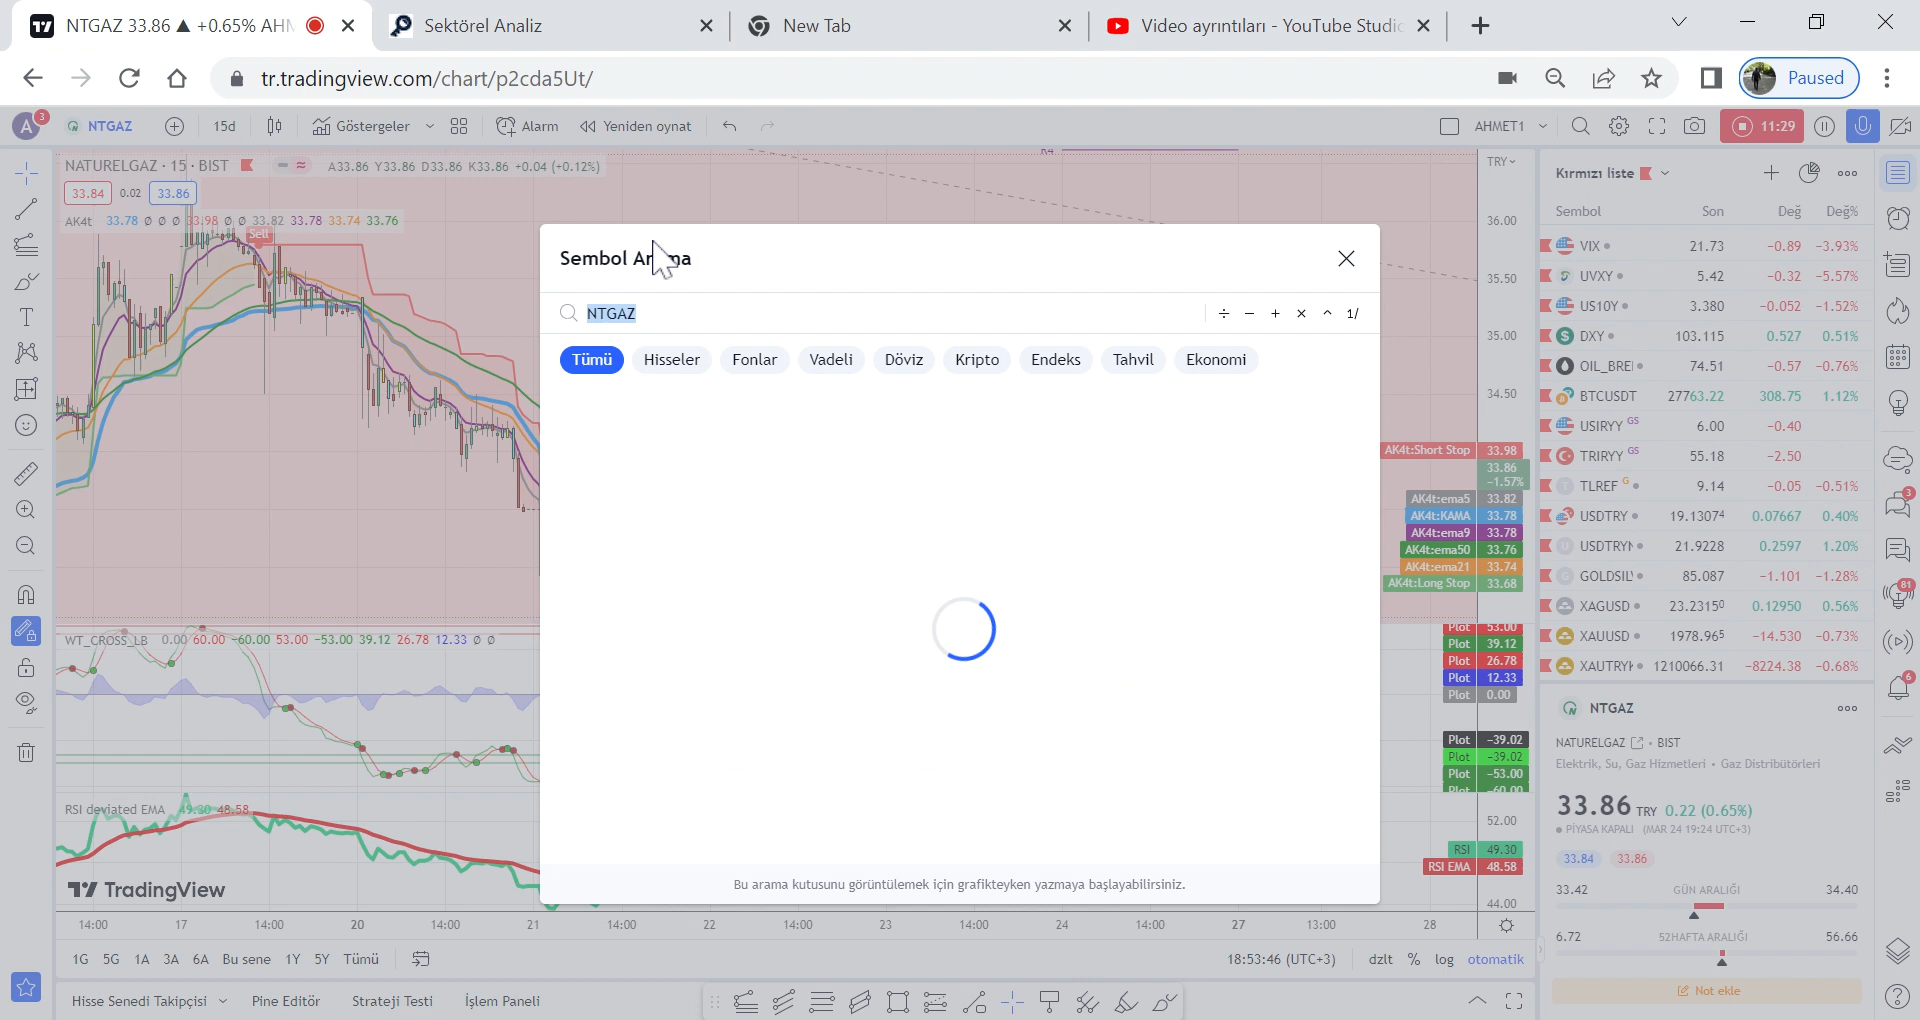 NTGAZ 33.86 ▲ +0.65% AHM
Sektörel Analiz
New Tab
Video ayrıntıları - YouTube Studio
tr.tradingview.com/chart/p2cda5Ut/
Paused
A 3
NTGAZ
15d
Göstergeler
Alarm
Yeniden oynat
AHMET1
11:29
NATURELGAZ · 15 · BIST
A33.86 Y33.86 D33.86 K33.86 +0.04 (+0.12%)
33.84 0.02 33.86
AK4t 33.78 ∅ ∅ ∅ 33.98 ∅ ∅ 33.82 33.78 33.74 33.76
Sell
TRY
36.00
35.50
35.00
34.50
AK4t:Short Stop 33.98
33.86
-1.57%
AK4t:ema5 33.82
AK4t:KAMA 33.78
AK4t:ema9 33.78
AK4t:ema50 33.76
AK4t:ema21 33.74
AK4t:Long Stop 33.68
Sembol Arama
NTGAZ
÷ − + × ^ 1/
Tümü Hisseler Fonlar Vadeli Döviz Kripto Endeks Tahvil Ekonomi
Bu arama kutusunu görüntülemek için grafikteyken yazmaya başlayabilirsiniz.
WT_CROSS_LB 0.00 60.00 -60.00 53.00 -53.00 39.12 26.78 12.33 ∅ ∅
Plot 53.00
Plot 39.12
Plot 26.78
Plot 12.33
Plot 0.00
Plot -39.02
Plot -39.02
Plot -53.00
Plot -60.00
RSI deviated EMA 49.30 48.58
52.00
RSI 49.30
RSI EMA 48.58
44.00
TradingView
14:00 17 14:00 20 14:00 21 14:00 22 14:00 23 14:00 24 14:00 27 13:00 28
1G 5G 1A 3A 6A Bu sene 1Y 5Y Tümü
18:53:46 (UTC+3)
dzlt % log otomatik
Hisse Senedi Takipçisi Pine Editör Strateji Testi İşlem Paneli
Kırmızı liste
Sembol Son Değ Değ%
VIX 21.73 -0.89 -3.93%
UVXY 5.42 -0.32 -5.57%
US10Y 3.380 -0.052 -1.52%
DXY 103.115 0.527 0.51%
OIL_BREI 74.51 -0.57 -0.76%
BTCUSDT 27763.22 308.75 1.12%
USIRYY GS 6.00 -0.40
TRIRYY GS 55.18 -2.50
TLREF G 9.14 -0.05 -0.51%
USDTRY 19.13074 0.07667 0.40%
USDTRYN 21.9228 0.2597 1.20%
GOLDSILV 85.087 -1.101 -1.28%
XAGUSD 23.23150 0.12950 0.56%
XAUUSD 1978.965 -14.530 -0.73%
XAUTRYK 1210066.31 -8224.38 -0.68%
NTGAZ
NATURELGAZ · BIST
Elektrik, Su, Gaz Hizmetleri • Gaz Distribütörleri
33.86 TRY 0.22 (0.65%)
PİYASA KAPALI (MAR 24 19:24 UTC+3)
33.84 33.86
33.42 GÜN ARALIĞI 34.40
6.72 52HAFTA ARALIĞI 56.66
Not ekle
3
81
6